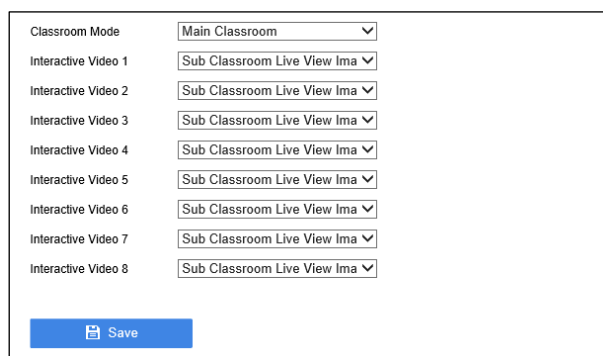 Classroom Mode Main Classroom
Interactive Video 1 Sub Classroom Live View Ima
Interactive Video 2 Sub Classroom Live View Ima
Interactive Video 3 Sub Classroom Live View Ima
Interactive Video 4 Sub Classroom Live View Ima
Interactive Video 5 Sub Classroom Live View Ima
Interactive Video 6 Sub Classroom Live View Ima
Interactive Video 7 Sub Classroom Live View Ima
Interactive Video 8 Sub Classroom Live View Ima
Save